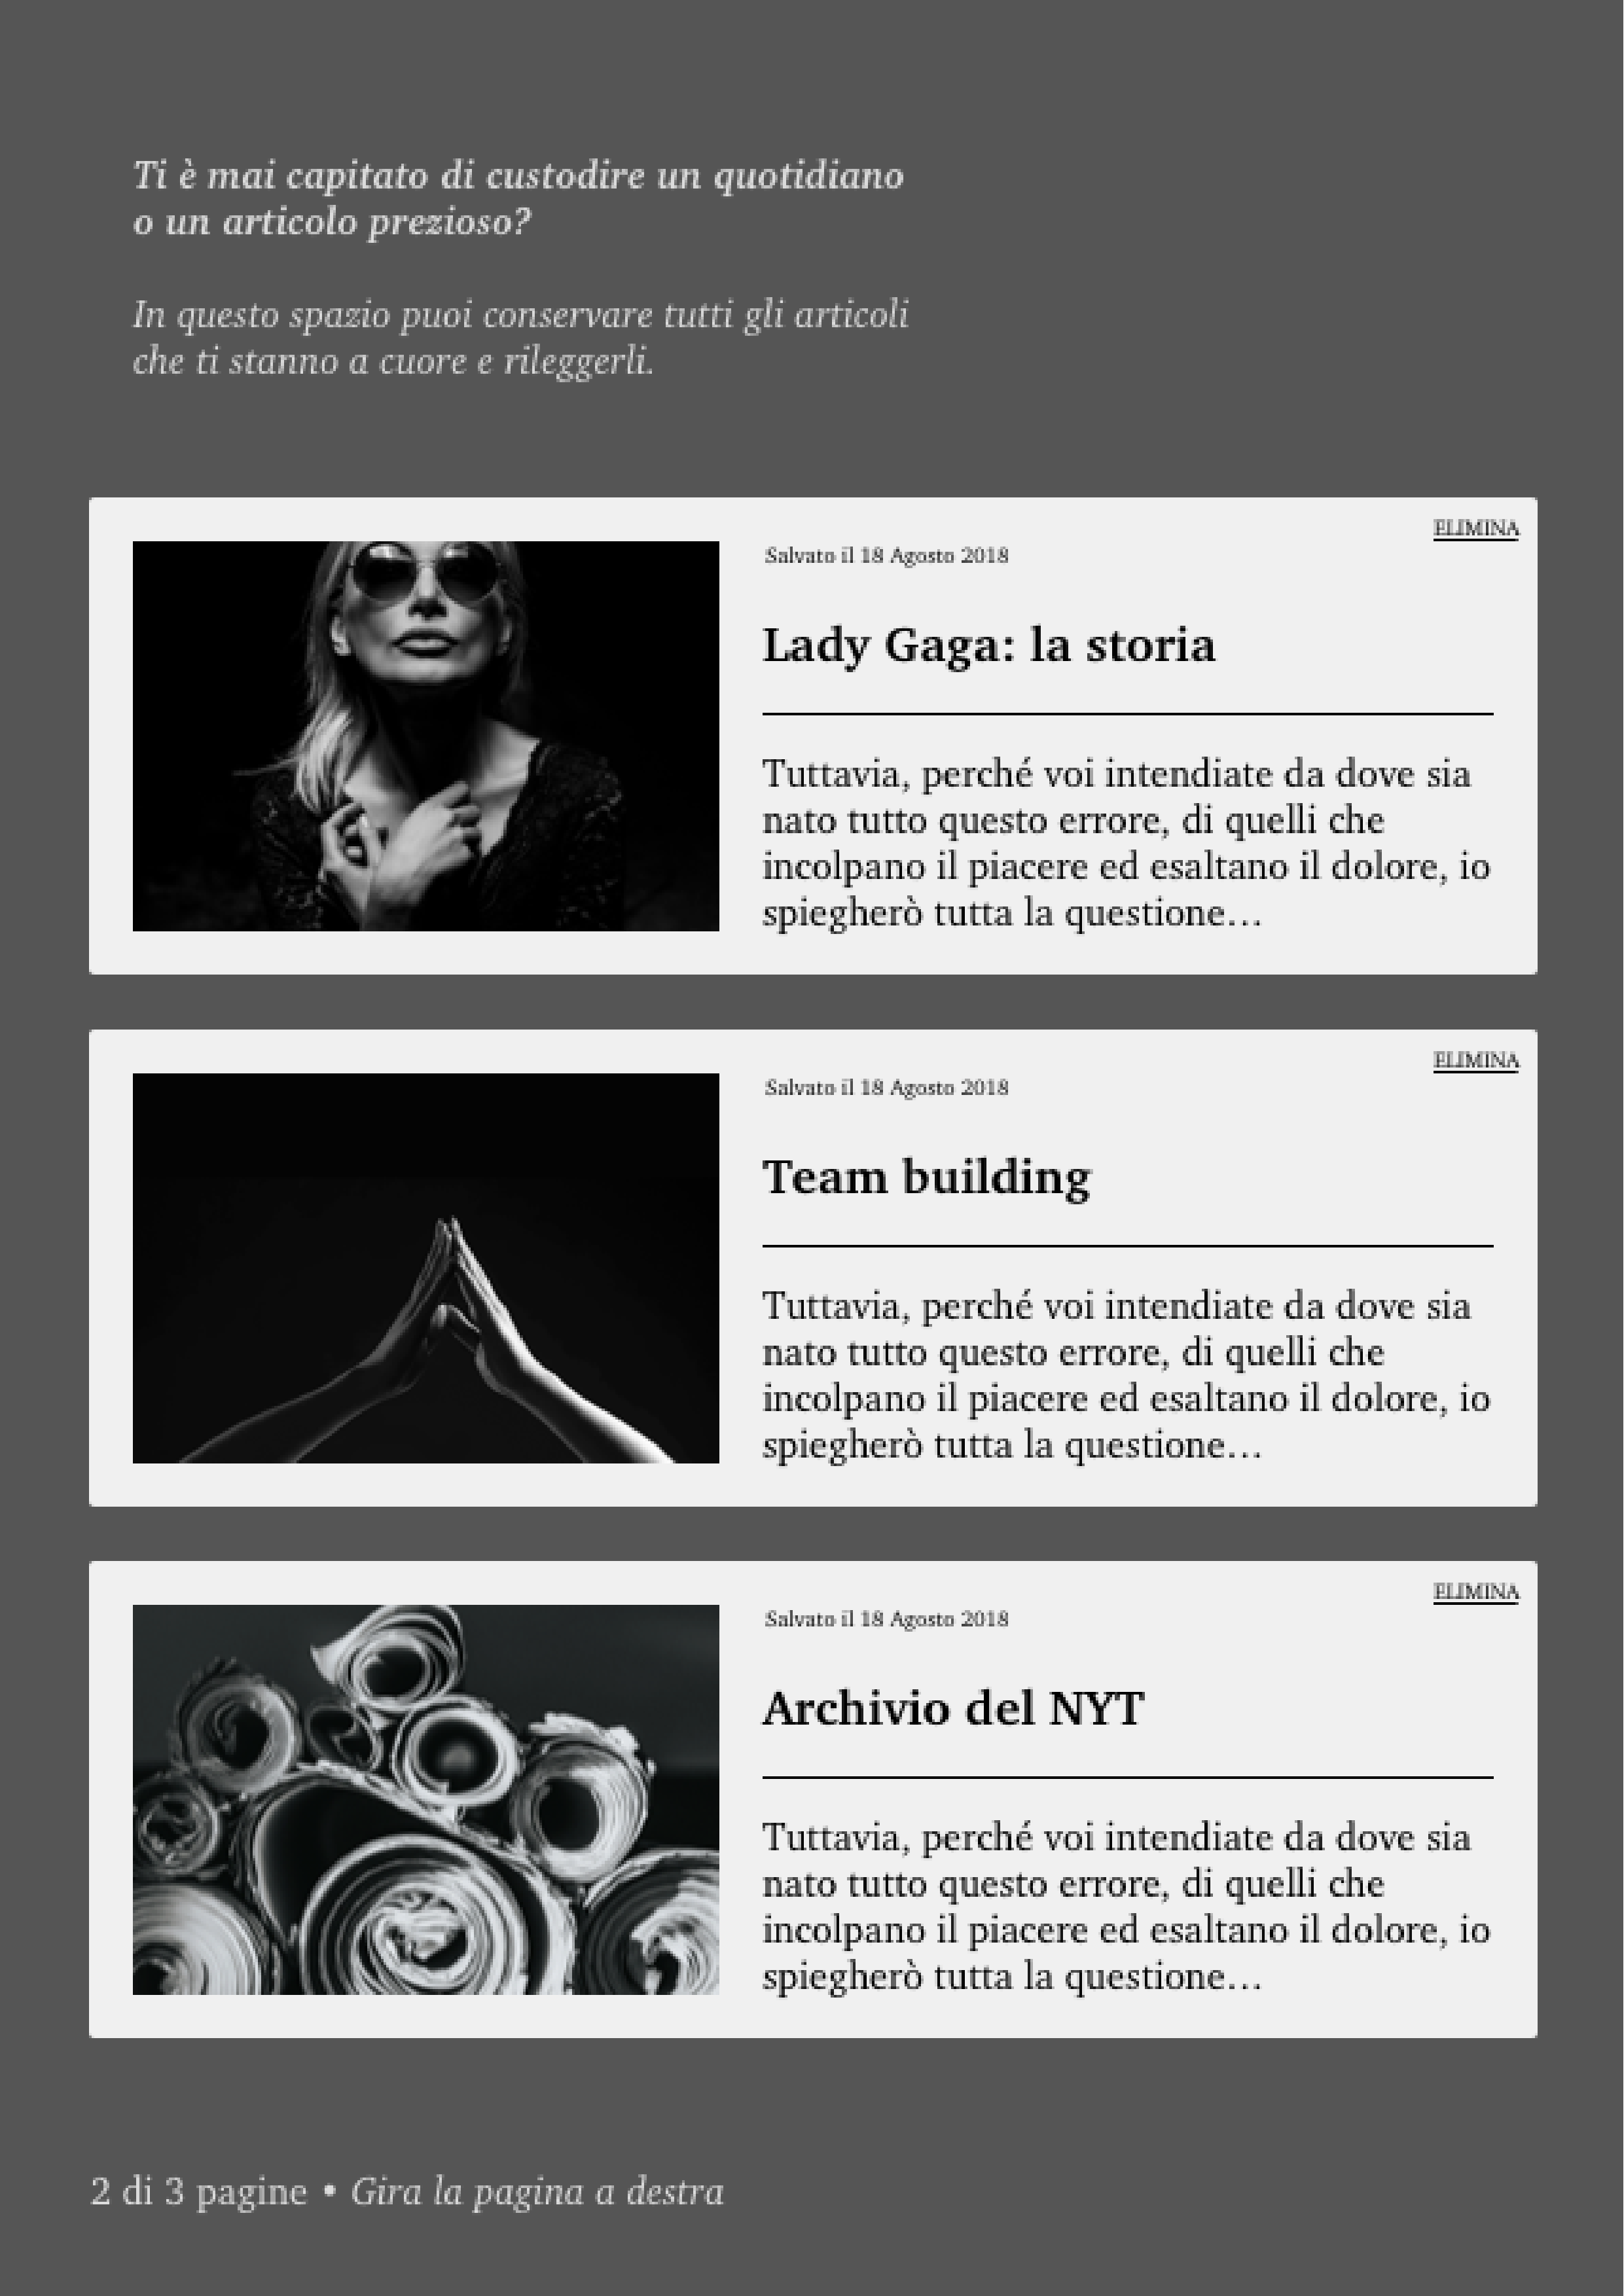 Ti è mai capitato di custodire un quotidiano
o un articolo prezioso?
In questo spazio puoi conservare tutti gli articoli
che ti stanno a cuore e rileggerli.
ELIMINA
Salvato il 18 Agosto 2018
Lady Gaga: la storia
Tuttavia, perché voi intendiate da dove sia
nato tutto questo errore, di quelli che
incolpano il piacere ed esaltano il dolore, io
spiegherò tutta la questione…
ELIMINA
Salvato il 18 Agosto 2018
Team building
Tuttavia, perché voi intendiate da dove sia
nato tutto questo errore, di quelli che
incolpano il piacere ed esaltano il dolore, io
spiegherò tutta la questione…
ELIMINA
Salvato il 18 Agosto 2018
Archivio del NYT
Tuttavia, perché voi intendiate da dove sia
nato tutto questo errore, di quelli che
incolpano il piacere ed esaltano il dolore, io
spiegherò tutta la questione…
2 di 3 pagine • Gira la pagina a destra